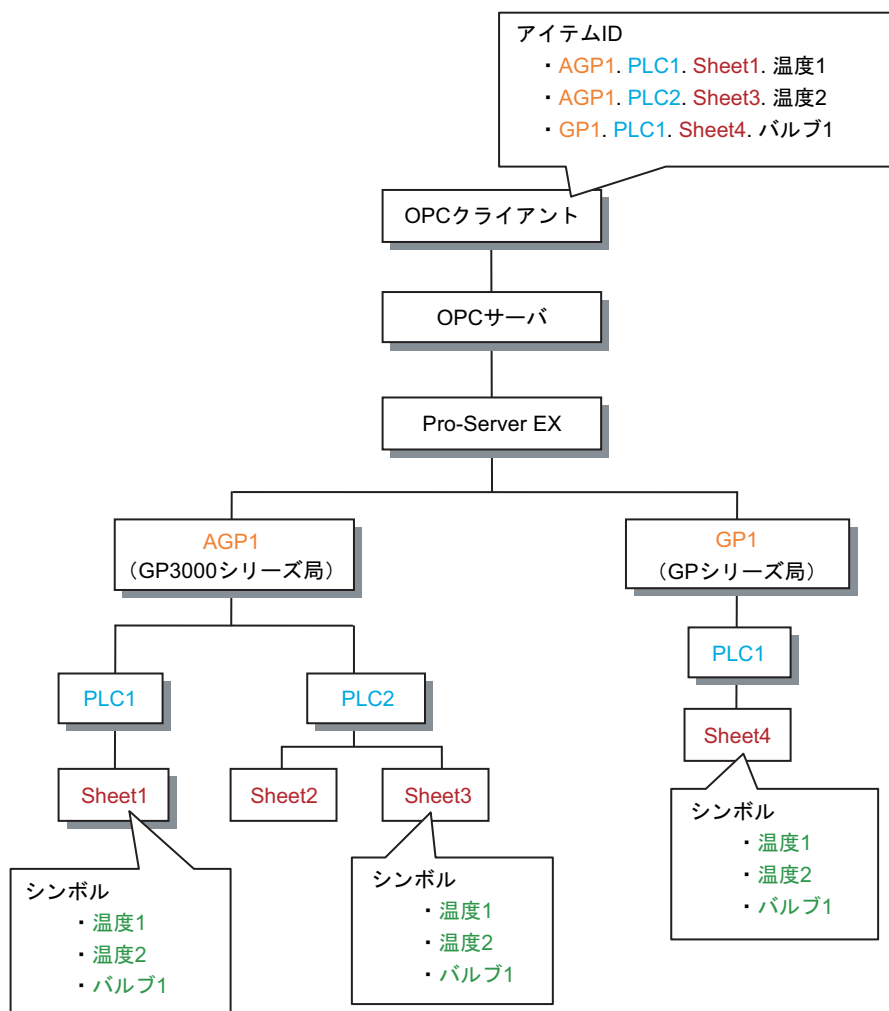 アイテムID
・AGP1. PLC1. Sheet1. 温度1
・AGP1. PLC2. Sheet3. 温度2
・GP1. PLC1. Sheet4. バルブ1
OPCクライアント
OPCサーバ
Pro-Server EX
AGP1
（GP3000シリーズ局）
GP1
（GPシリーズ局）
PLC1
PLC2
PLC1
Sheet1
Sheet2
Sheet3
Sheet4
シンボル
・温度1
・温度2
・バルブ1
シンボル
・温度1
・温度2
・バルブ1
シンボル
・温度1
・温度2
・バルブ1